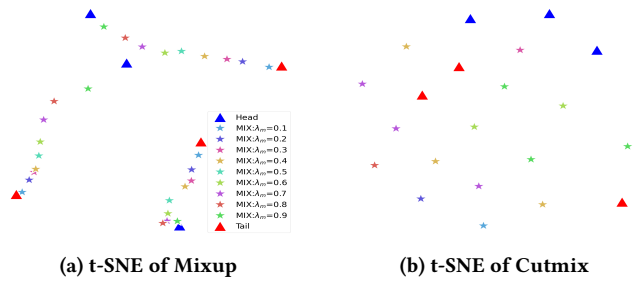 Head
MIX:λm=0.1
MIX:λm=0.2
MIX:λm=0.3
MIX:λm=0.4
MIX:λm=0.5
MIX:λm=0.6
MIX:λm=0.7
MIX:λm=0.8
MIX:λm=0.9
Tail
(a) t-SNE of Mixup
(b) t-SNE of Cutmix